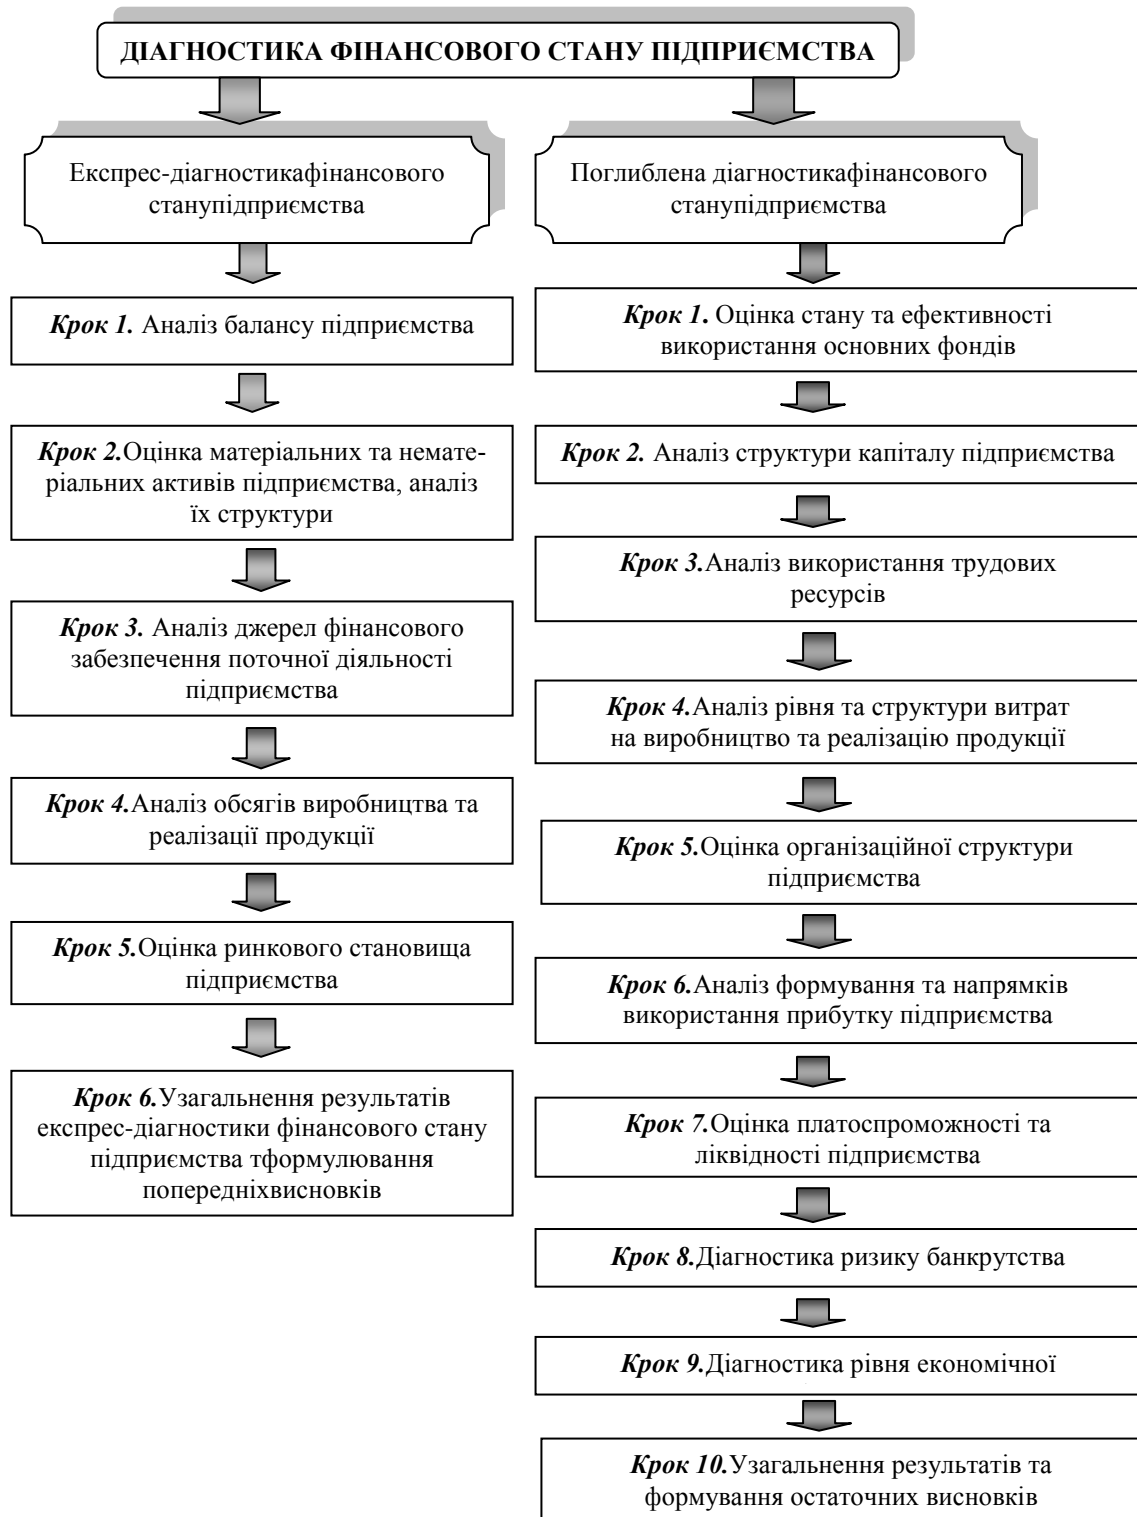 ДІАГНОСТИКА ФІНАНСОВОГО СТАНУ ПІДПРИЄМСТВА
Експрес-діагностикафінансового
станупідприємства
Крок 1. Аналіз балансу підприємства
Крок 2.Оцінка матеріальних та немате-
ріальних активів підприємства, аналіз
їх структури
Крок 3. Аналіз джерел фінансового
забезпечення поточної діяльності
підприємства
Крок 4.Аналіз обсягів виробництва та
реалізації продукції
Крок 5.Оцінка ринкового становища
підприємства
Крок 6.Узагальнення результатів
експрес-діагностики фінансового стану
підприємства тформулювання
попередніхвисновків
Поглиблена діагностикафінансового
станупідприємства
Крок 1. Оцінка стану та ефективності
використання основних фондів
Крок 2. Аналіз структури капіталу підприємства
Крок 3.Аналіз використання трудових
ресурсів
Крок 4.Аналіз рівня та структури витрат
на виробництво та реалізацію продукції
Крок 5.Оцінка організаційної структури
підприємства
Крок 6.Аналіз формування та напрямків
використання прибутку підприємства
Крок 7.Оцінка платоспроможності та
ліквідності підприємства
Крок 8.Діагностика ризику банкрутства
Крок 9.Діагностика рівня економічної
Крок 10.Узагальнення результатів та
формування остаточних висновків